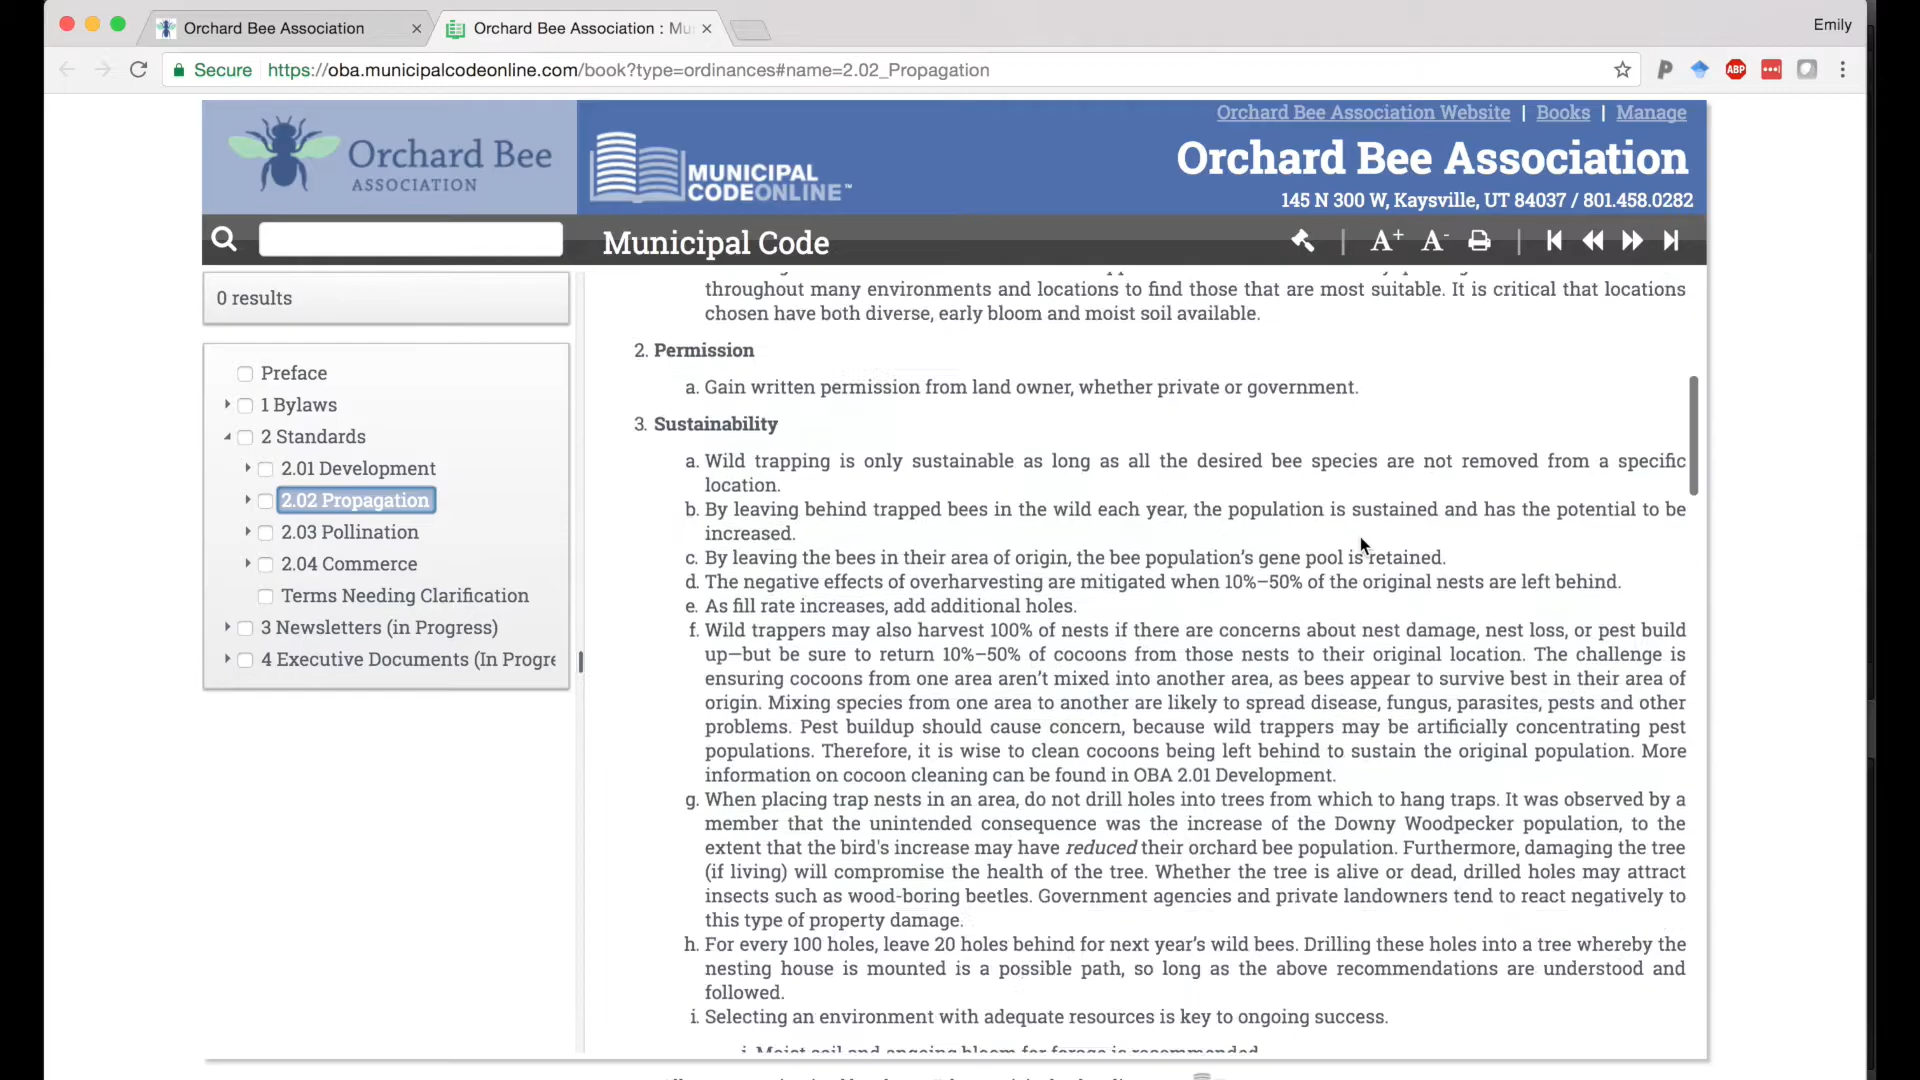 Orchard Bee Association
Orchard Bee Association : Mu
Emily
Secure https://oba.municipalcodeonline.com/book?type=ordinances#name=2.02_Propagation
ABP
Orchard Bee Association Website | Books | Manage
Orchard Bee
ASSOCIATION
MUNICIPAL
CODEONLINE™
Orchard Bee Association
145 N 300 W, Kaysville, UT 84037 / 801.458.0282
Municipal Code
A+ | A-
0 results
Preface
1 Bylaws
2 Standards
2.01 Development
2.02 Propagation
2.03 Pollination
2.04 Commerce
Terms Needing Clarification
3 Newsletters (in Progress)
4 Executive Documents (In Progre
throughout many environments and locations to find those that are most suitable. It is critical that locations
chosen have both diverse, early bloom and moist soil available.
2. Permission
a. Gain written permission from land owner, whether private or government.
3. Sustainability
a. Wild trapping is only sustainable as long as all the desired bee species are not removed from a specific
location.
b. By leaving behind trapped bees in the wild each year, the population is sustained and has the potential to be
increased.
c. By leaving the bees in their area of origin, the bee population's gene pool is retained.
d. The negative effects of overharvesting are mitigated when 10%–50% of the original nests are left behind.
e. As fill rate increases, add additional holes.
f. Wild trappers may also harvest 100% of nests if there are concerns about nest damage, nest loss, or pest build
up—but be sure to return 10%–50% of cocoons from those nests to their original location. The challenge is
ensuring cocoons from one area aren't mixed into another area, as bees appear to survive best in their area of
origin. Mixing species from one area to another are likely to spread disease, fungus, parasites, pests and other
problems. Pest buildup should cause concern, because wild trappers may be artificially concentrating pest
populations. Therefore, it is wise to clean cocoons being left behind to sustain the original population. More
information on cocoon cleaning can be found in OBA 2.01 Development.
g. When placing trap nests in an area, do not drill holes into trees from which to hang traps. It was observed by a
member that the unintended consequence was the increase of the Downy Woodpecker population, to the
extent that the bird's increase may have reduced their orchard bee population. Furthermore, damaging the tree
(if living) will compromise the health of the tree. Whether the tree is alive or dead, drilled holes may attract
insects such as wood-boring beetles. Government agencies and private landowners tend to react negatively to
this type of property damage.
h. For every 100 holes, leave 20 holes behind for next year's wild bees. Drilling these holes into a tree whereby the
nesting house is mounted is a possible path, so long as the above recommendations are understood and
followed.
i. Selecting an environment with adequate resources is key to ongoing success.
i. Moist soil and ongoing bloom for forage is recommended.